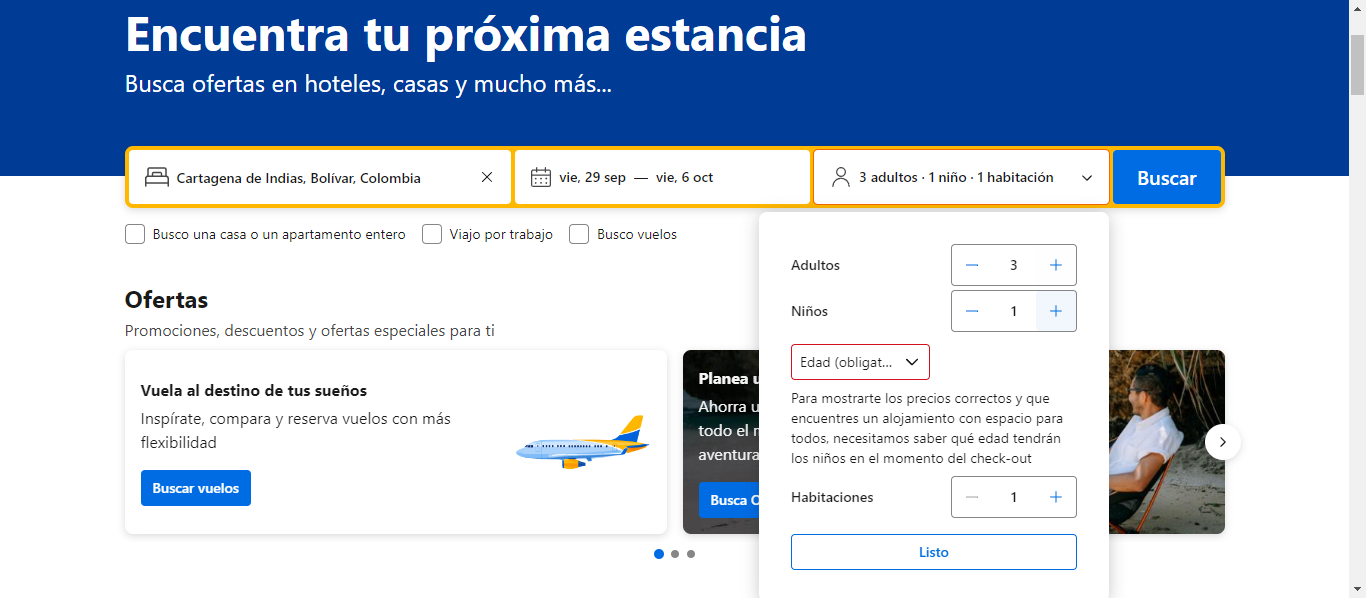 Encuentra tu próxima estancia
Busca ofertas en hoteles, casas y mucho más...
Cartagena de Indias, Bolívar, Colombia
vie, 29 sep — vie, 6 oct
3 adultos · 1 niño · 1 habitación
Buscar
Busco una casa o un apartamento entero
Viajo por trabajo
Busco vuelos
Adultos
3
Niños
1
Edad (obligat...
Para mostrarte los precios correctos y que
encuentres un alojamiento con espacio para
todos, necesitamos saber qué edad tendrán
los niños en el momento del check-out
Habitaciones
1
Listo
Ofertas
Promociones, descuentos y ofertas especiales para ti
Vuela al destino de tus sueños
Inspírate, compara y reserva vuelos con más
flexibilidad
Buscar vuelos
Planea
Ahorra
todo el
aventura
Busca